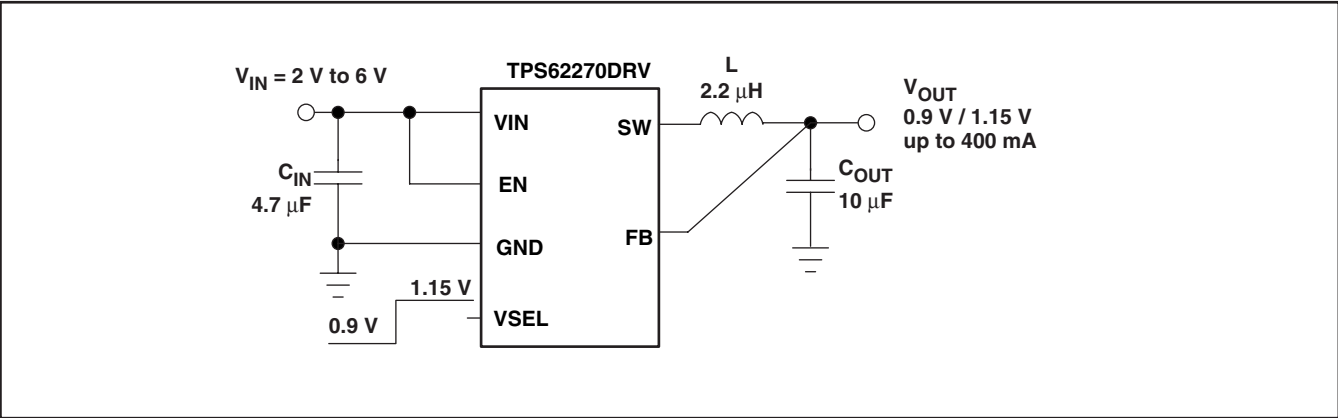 TPS62270DRV
V_IN = 2 V to 6 V
L
2.2 μH
V_OUT
0.9 V / 1.15 V
up to 400 mA
VIN
SW
C_IN
4.7 μF
EN
C_OUT
10 μF
FB
GND
1.15 V
0.9 V
VSEL